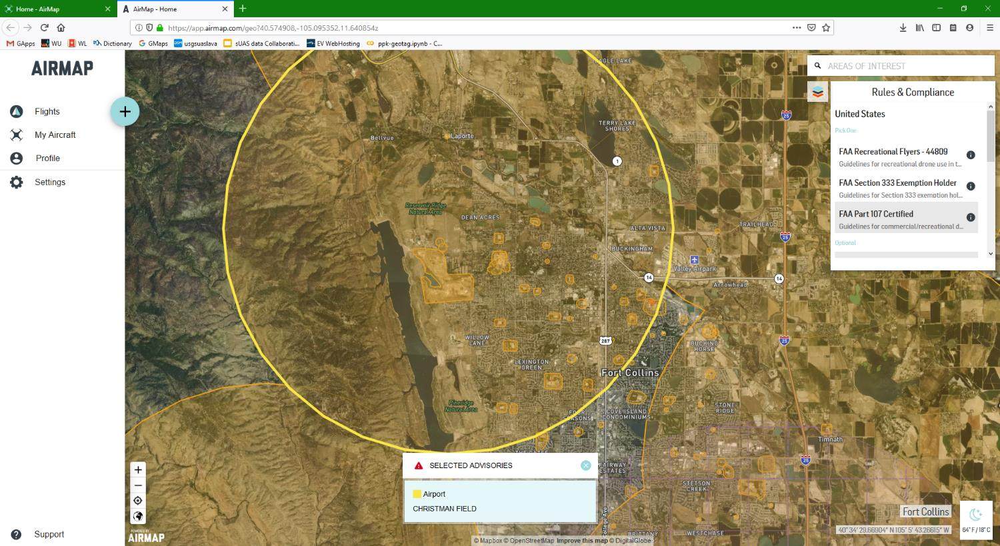 Home - AirMap
AirMap - Home
https://app.airmap.com/geo?40.574908,-105.095352,11.640854z
GApps
WU
WL
Dictionary
GMaps
usgsuaslava
sUAS data Collaborati...
EV WebHosting
ppk-geotag.ipynb - C...
AIRMAP
Flights
My Aircraft
Profile
Settings
Support
AREAS OF INTEREST
Rules & Compliance
United States
Pick One
FAA Recreational Flyers - 44809
Guidelines for recreational drone use in t...
FAA Section 333 Exemption Holder
Guidelines for Section 333 exemption hol...
FAA Part 107 Certified
Guidelines for commercial/recreational d...
Optional
EAGLE LAKE
TERRY LAKE
SHORES
Bellvue
Laporte
1
25
Reservoir Ridge
Natural Area
DEAN ACRES
ALTA VISTA
TRAILHEAD
25
BUCKINGHAM
Valley Airpark
14
14
Arrowhead
WILLOW
LANE
287
25
BUCKING
HORSE
LEXINGTON
GREEN
Fort Collins
Pineridge
Natural Area
FOUR
SEASONS
COVE ISLAND
CONDOMINIUMS
STONE
RIDGE
Timnath
THE GATES
25
FAIRWAY
ESTATES
STETSON
CREEK
College Ave
BRITTANY
WESTCHASE
SELECTED ADVISORIES
Airport
CHRISTMAN FIELD
POWERED BY
AIRMAP
© Mapbox © OpenStreetMap Improve this map © DigitalGlobe
Fort Collins
40° 34' 29.66904" N 105° 5' 43.26615" W
64°F / 18°C